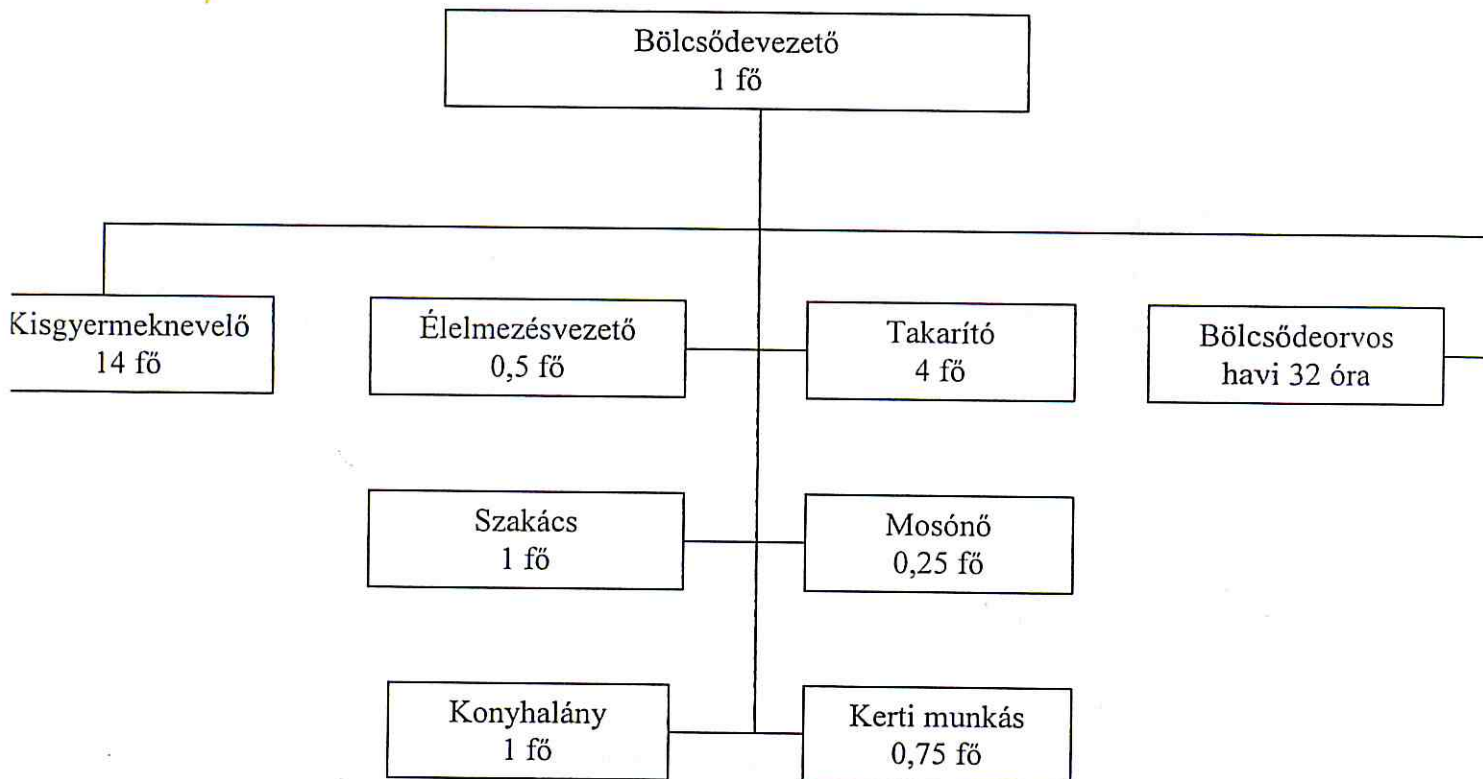 Bölcsődevezető
1 fő
Kisgyermeknevelő
14 fő
Élelmezésvezető
0,5 fő
Takarító
4 fő
Bölcsődeorvos
havi 32 óra
Szakács
1 fő
Mosónő
0,25 fő
Konyhalány
1 fő
Kerti munkás
0,75 fő